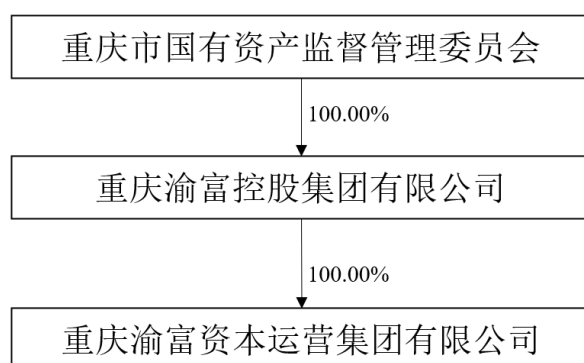 重庆市国有资产监督管理委员会
100.00%
重庆渝富控股集团有限公司
100.00%
重庆渝富资本运营集团有限公司